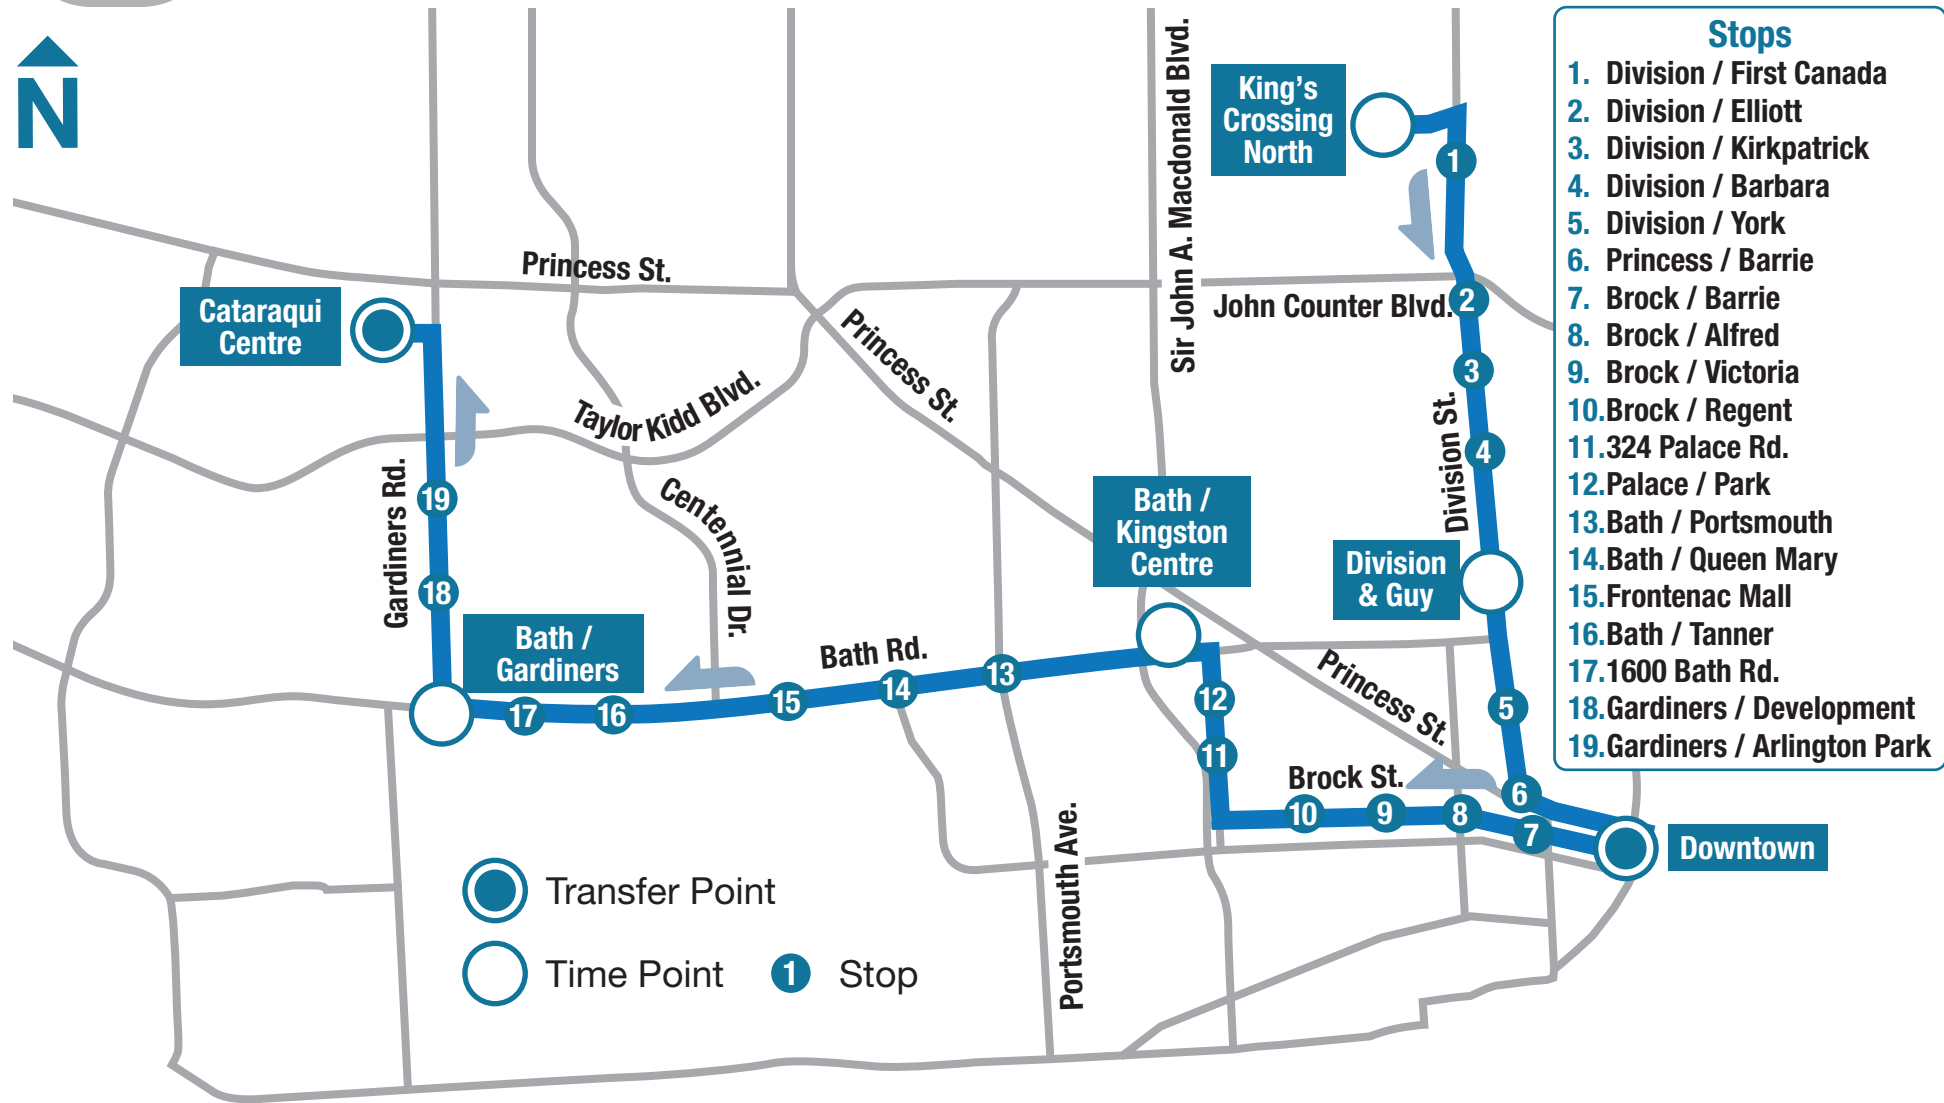 N
Stops
1. Division / First Canada
2. Division / Elliott
3. Division / Kirkpatrick
4. Division / Barbara
5. Division / York
6. Princess / Barrie
7. Brock / Barrie
8. Brock / Alfred
9. Brock / Victoria
10. Brock / Regent
11. 324 Palace Rd.
12. Palace / Park
13. Bath / Portsmouth
14. Bath / Queen Mary
15. Frontenac Mall
16. Bath / Tanner
17. 1600 Bath Rd.
18. Gardiners / Development
19. Gardiners / Arlington Park
King's
Crossing
North
1
Sir John A. Macdonald Blvd.
Princess St.
John Counter Blvd.
2
Cataraqui
Centre
Princess St.
3
Taylor Kidd Blvd.
Division St.
4
Gardiners Rd.
19
Centennial Dr.
Bath /
Kingston
Centre
Division
& Guy
18
Bath /
Gardiners
Bath Rd.
Princess St.
17
16
15
14
13
12
11
5
Brock St.
10
9
8
7
6
Downtown
Portsmouth Ave.
Transfer Point
Time Point
1 Stop